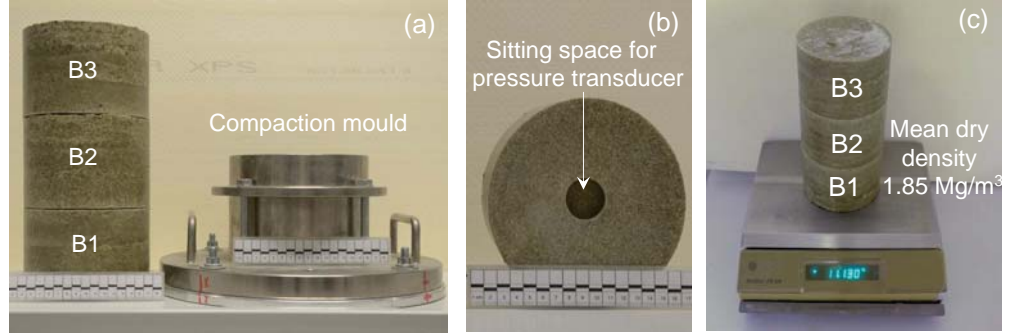 (a)
B3
XPS
B2
Compaction mould
B1
(b)
Sitting space for
pressure transducer
(c)
B3
B2
B1
Mean dry
density
1.85 Mg/m³